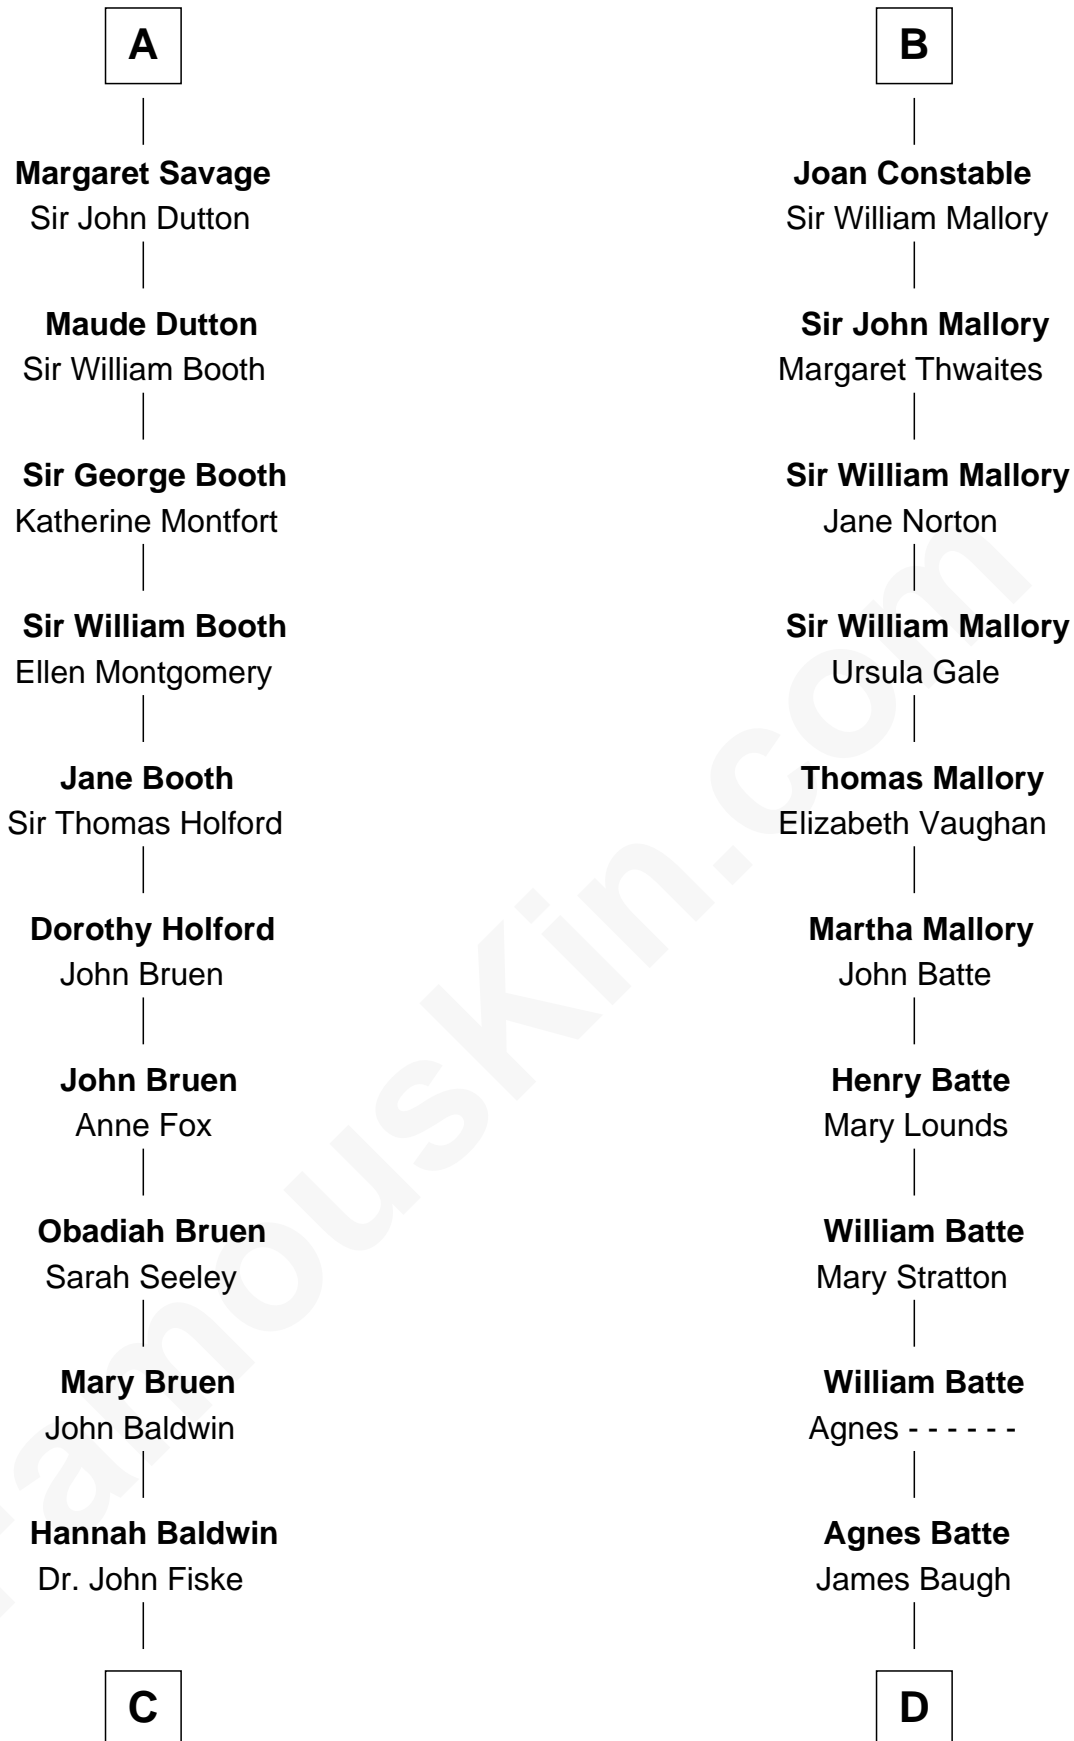 A
Margaret Savage
Sir John Dutton
Maude Dutton
Sir William Booth
Sir George Booth
Katherine Montfort
Sir William Booth
Ellen Montgomery
Jane Booth
Sir Thomas Holford
Dorothy Holford
John Bruen
John Bruen
Anne Fox
Obadiah Bruen
Sarah Seeley
Mary Bruen
John Baldwin
Hannah Baldwin
Dr. John Fiske
C
B
Joan Constable
Sir William Mallory
Sir John Mallory
Margaret Thwaites
Sir William Mallory
Jane Norton
Sir William Mallory
Ursula Gale
Thomas Mallory
Elizabeth Vaughan
Martha Mallory
John Batte
Henry Batte
Mary Lounds
William Batte
Mary Stratton
William Batte
Agnes - - - - - -
Agnes Batte
James Baugh
D
FamousKin.com